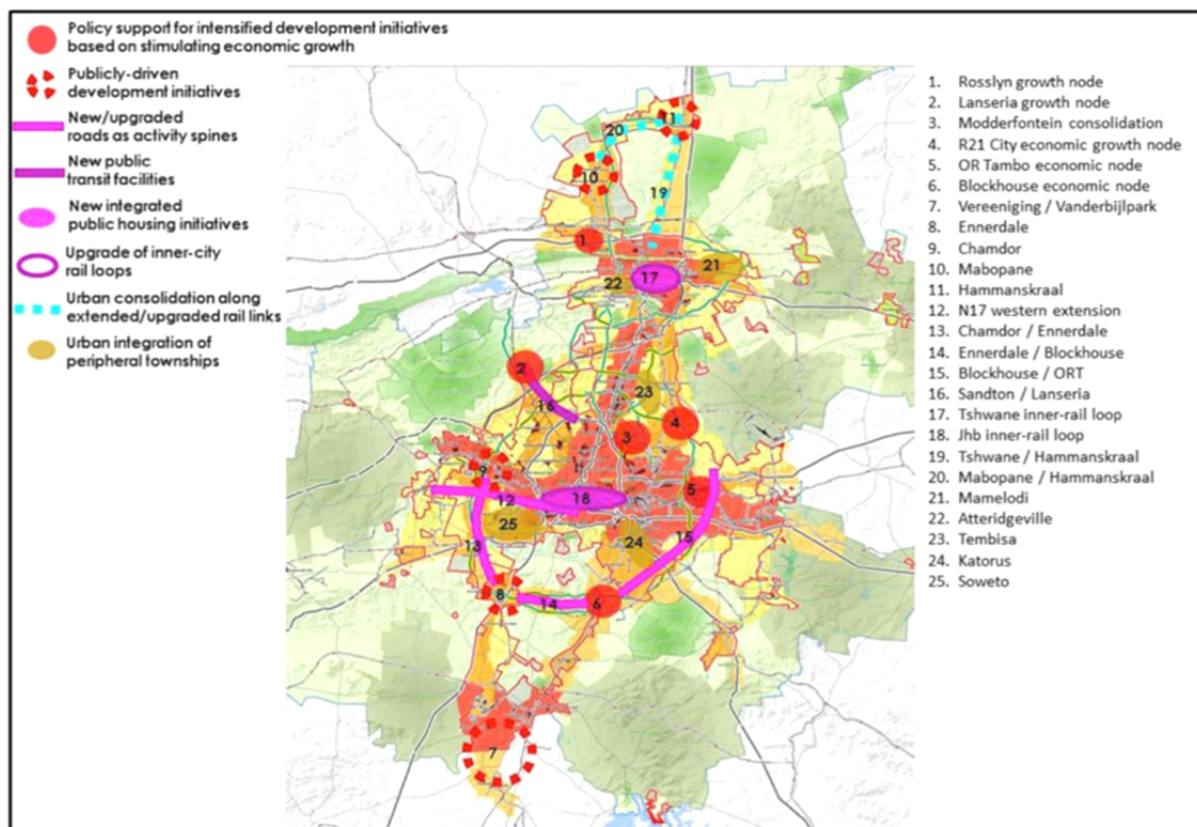 Policy support for intensified development initiatives
based on stimulating economic growth
Publicly-driven
development initiatives
New/upgraded
roads as activity spines
New public
transit facilities
New integrated
public housing initiatives
Upgrade of inner-city
rail loops
Urban consolidation along
extended/upgraded rail links
Urban integration of
peripheral townships
11
20
10
19
1
17
21
22
2
23
16
4
3
9
5
12
18
25
24
15
13
8
14
6
7
1. Rosslyn growth node
2. Lanseria growth node
3. Modderfontein consolidation
4. R21 City economic growth node
5. OR Tambo economic node
6. Blockhouse economic node
7. Vereeniging / Vanderbijlpark
8. Ennerdale
9. Chamdor
10. Mabopane
11. Hammanskraal
12. N17 western extension
13. Chamdor / Ennerdale
14. Ennerdale / Blockhouse
15. Blockhouse / ORT
16. Sandton / Lanseria
17. Tshwane inner-rail loop
18. Jhb inner-rail loop
19. Tshwane / Hammanskraal
20. Mabopane / Hammanskraal
21. Mamelodi
22. Atteridgeville
23. Tembisa
24. Katorus
25. Soweto